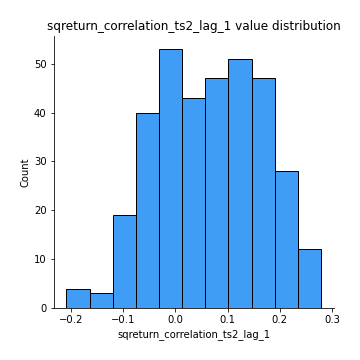 sqreturn_correlation_ts2_lag_1 value distribution
50
40
30
20
10
0
Count
−0.2 −0.1 0.0 0.1 0.2 0.3
sqreturn_correlation_ts2_lag_1